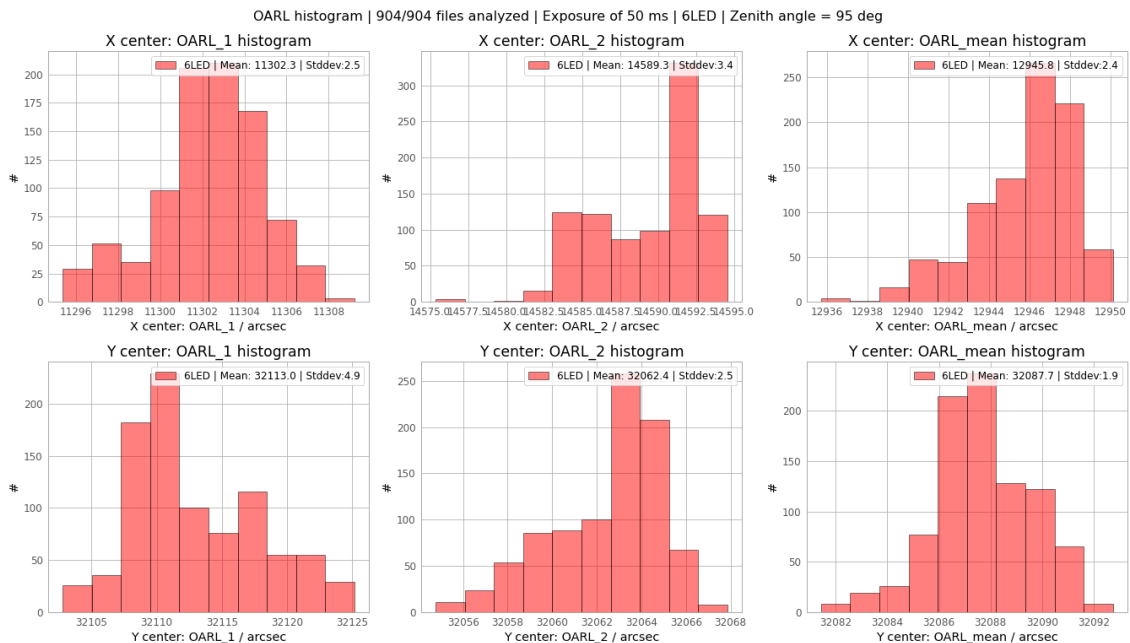 OARL histogram | 904/904 files analyzed | Exposure of 50 ms | 6LED | Zenith angle = 95 deg
X center: OARL_1 histogram
6LED | Mean: 11302.3 | Stddev:2.5
200
175
150
125
100
75
50
25
0
#
11296 11298 11300 11302 11304 11306 11308
X center: OARL_1 / arcsec
X center: OARL_2 histogram
6LED | Mean: 14589.3 | Stddev:3.4
300
250
200
150
100
50
0
#
14575.0 14577.5 14580.0 14582.5 14585.0 14587.5 14590.0 14592.5 14595.0
X center: OARL_2 / arcsec
X center: OARL_mean histogram
6LED | Mean: 12945.8 | Stddev:2.4
250
200
150
100
50
0
#
12936 12938 12940 12942 12944 12946 12948 12950
X center: OARL_mean / arcsec
Y center: OARL_1 histogram
6LED | Mean: 32113.0 | Stddev:4.9
200
150
100
50
0
#
32105 32110 32115 32120 32125
Y center: OARL_1 / arcsec
Y center: OARL_2 histogram
6LED | Mean: 32062.4 | Stddev:2.5
250
200
150
100
50
0
#
32056 32058 32060 32062 32064 32066 32068
Y center: OARL_2 / arcsec
Y center: OARL_mean histogram
6LED | Mean: 32087.7 | Stddev:1.9
200
150
100
50
0
#
32082 32084 32086 32088 32090 32092
Y center: OARL_mean / arcsec